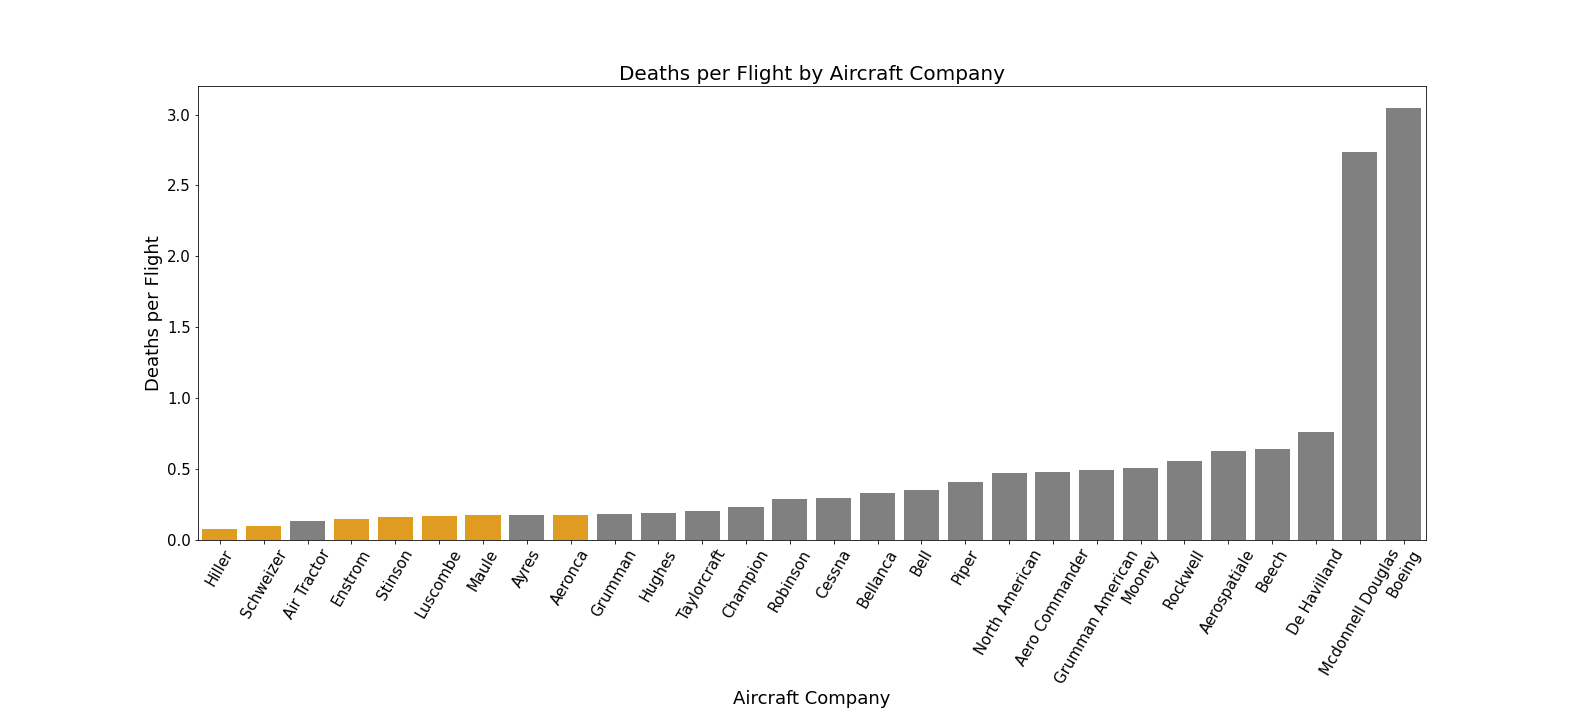 Deaths per Flight by Aircraft Company
Deaths per Flight
3.0
2.5
2.0
1.5
1.0
0.5
0.0
Hiller
Schweizer
Air Tractor
Enstrom
Stinson
Luscombe
Maule
Ayres
Aeronca
Grumman
Hughes
Taylorcraft
Champion
Robinson
Cessna
Bellanca
Bell
Piper
North American
Aero Commander
Grumman American
Mooney
Rockwell
Aerospatiale
Beech
De Havilland
Mcdonnell Douglas
Boeing
Aircraft Company